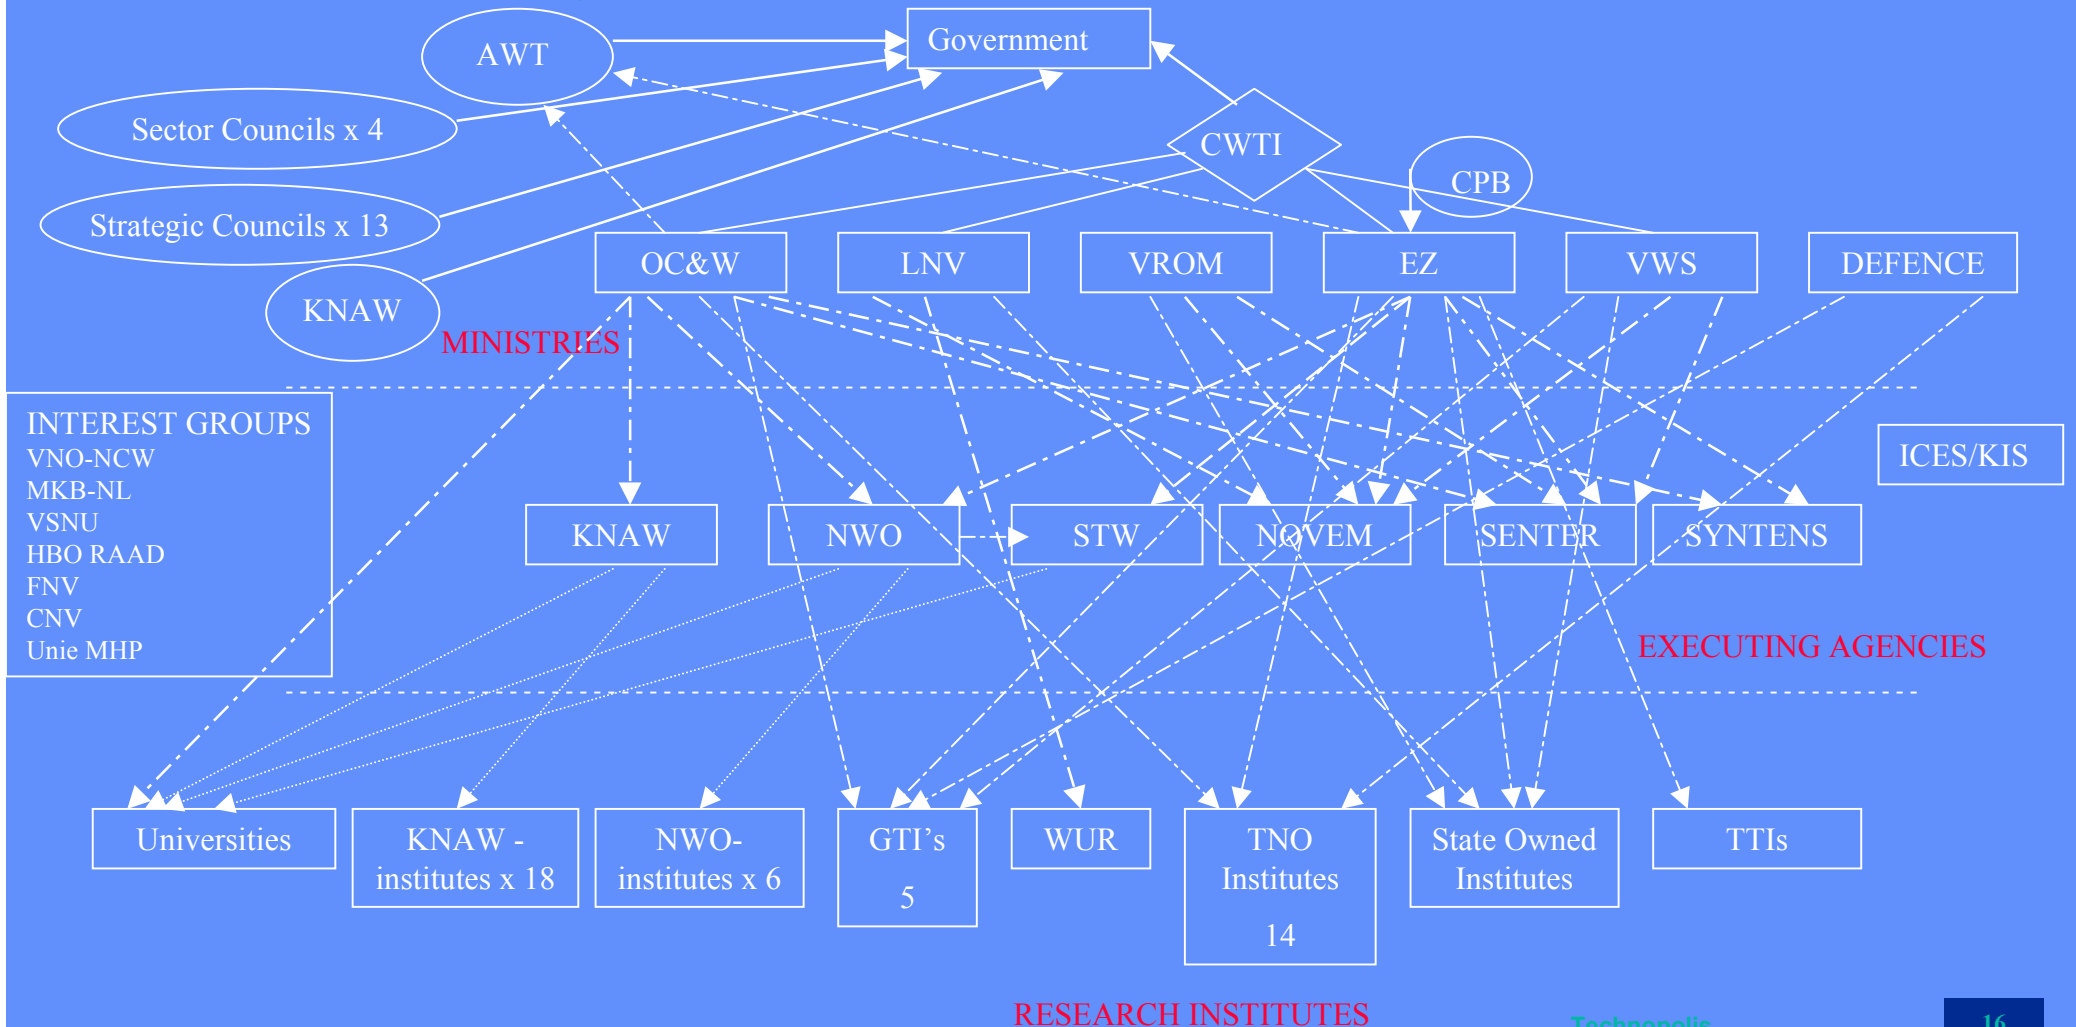 Government
AWT
Sector Councils x 4
CWTI
CPB
Strategic Councils x 13
OC&W
LNV
VROM
EZ
VWS
DEFENCE
KNAW
MINISTRIES
INTEREST GROUPS
VNO-NCW
MKB-NL
VSNU
HBO RAAD
FNV
CNV
Unie MHP
ICES/KIS
KNAW
NWO
STW
NOVEM
SENTER
SYNTENS
EXECUTING AGENCIES
Universities
KNAW -
institutes x 18
NWO-
institutes x 6
GTI's
5
WUR
TNO
Institutes
14
State Owned
Institutes
TTIs
RESEARCH INSTITUTES
Technopolis
16